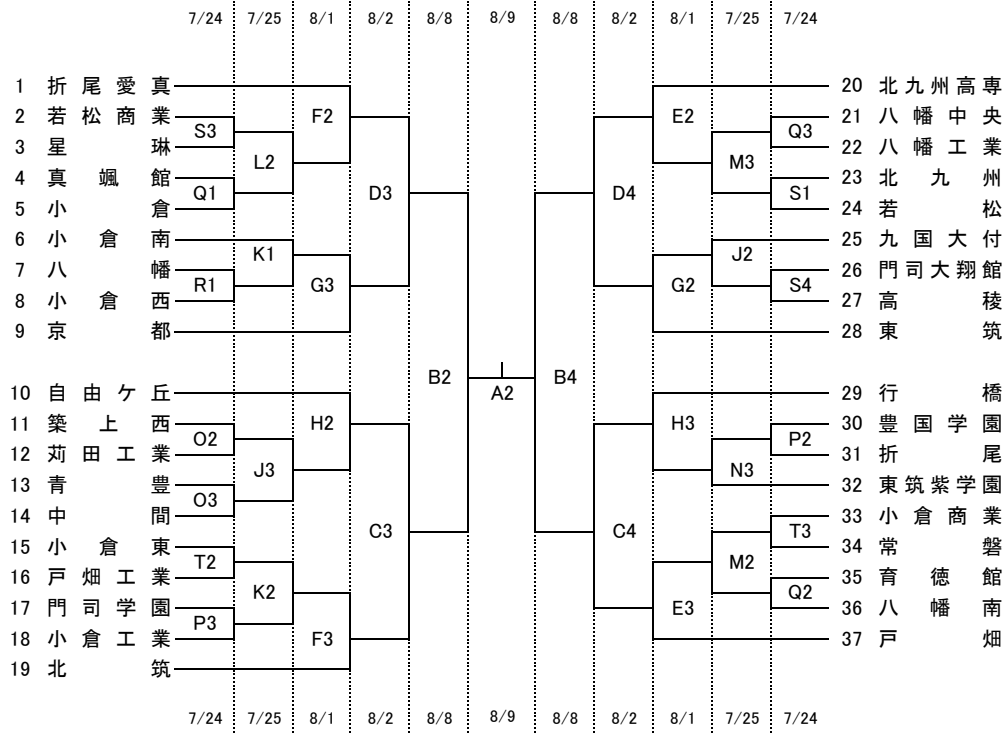 7/24 7/25 8/1 8/2 8/8 8/9 8/8 8/2 8/1 7/25 7/24
1 折尾愛真 20 北九州高専
2 若松商業 F2 E2 21 八幡中央
S3 Q3
3 星琳 22 八幡工業
L2 M3
4 真颯館 23 北九州
Q1 D3 D4 S1
5 小倉 24 若松
6 小倉南 25 九国大付
K1 J2
7 八幡 26 門司大翔館
R1 G3 G2 S4
8 小倉西 27 高稜
9 京都 28 東筑
B2 A2 B4
10 自由ケ丘 29 行橋
11 築上西 H2 H3 30 豊国学園
O2 P2
12 苅田工業 31 折尾
J3 N3
13 青豊 32 東筑紫学園
O3
14 中間 33 小倉商業
C3 C4 T3
15 小倉東 34 常磐
T2 M2
16 戸畑工業 35 育徳館
K2 Q2
17 門司学園 36 八幡南
P3 F3 E3
18 小倉工業 37 戸畑
19 北筑
7/24 7/25 8/1 8/2 8/8 8/9 8/8 8/2 8/1 7/25 7/24